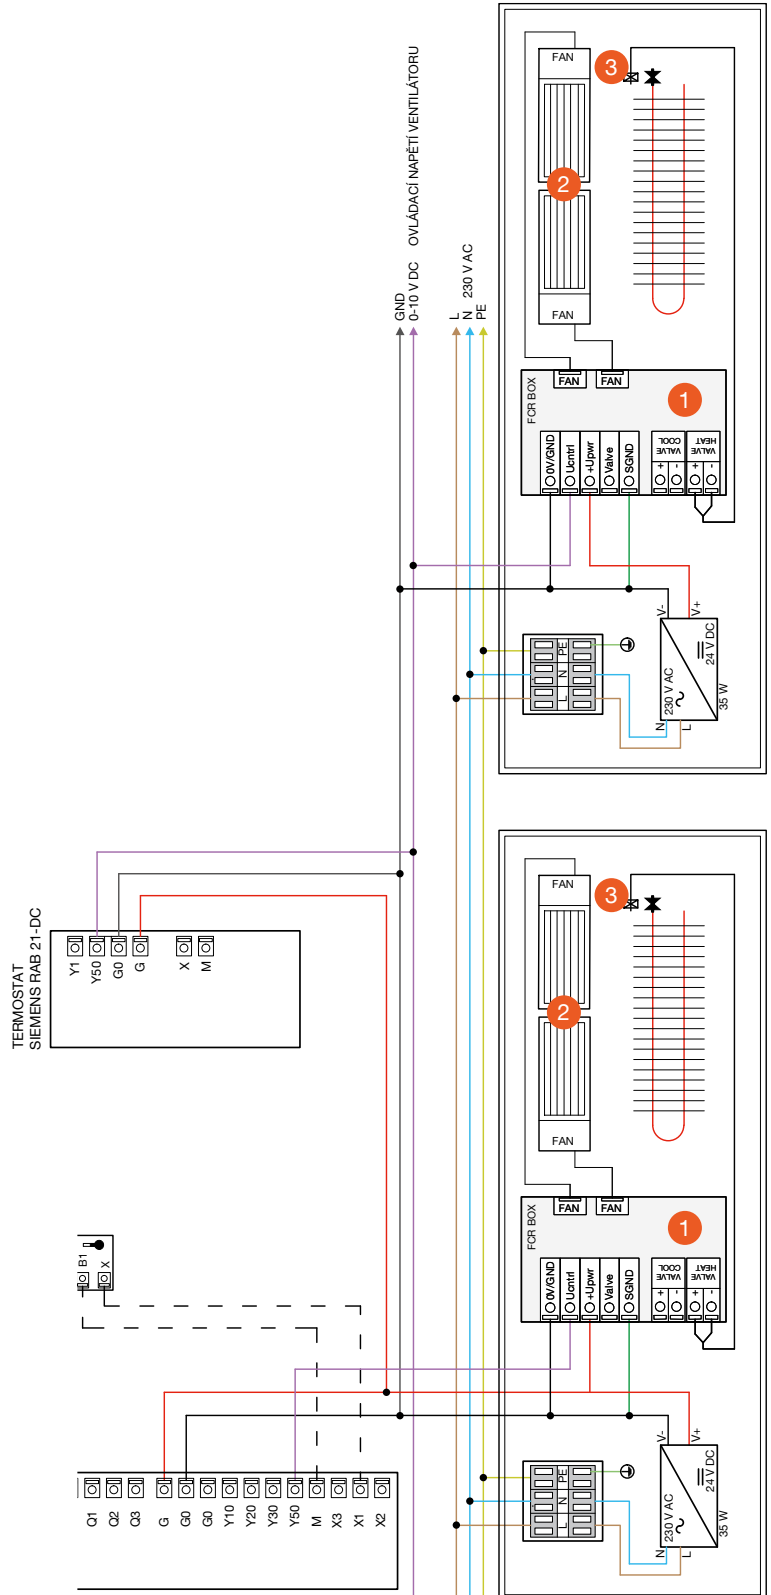 GND
0-10 V DC OVLÁDACÍ NAPĚTÍ VENTILÁTORU
L
N 230 V AC
PE
FAN
3
2
FAN
FAN
FAN
FCR BOX
1
0V/GND
Ucntrl
+Upwr
Valve
SGND
VALVE
COOL
+
-
VALVE
HEAT
+
-
L
N
PE
V-
V+
230 V AC
24 V DC
N
L
35 W
TERMOSTAT
SIEMENS RAB 21-DC
Y1
Y50
G0
G
X
M
FAN
3
2
FAN
FAN
FAN
FCR BOX
1
0V/GND
Ucntrl
+Upwr
Valve
SGND
VALVE
COOL
+
-
VALVE
HEAT
+
-
L
N
PE
V-
V+
230 V AC
24 V DC
N
L
35 W
B1
X
Q1
Q2
Q3
G
G0
G0
Y10
Y20
Y30
Y50
M
X3
X1
X2